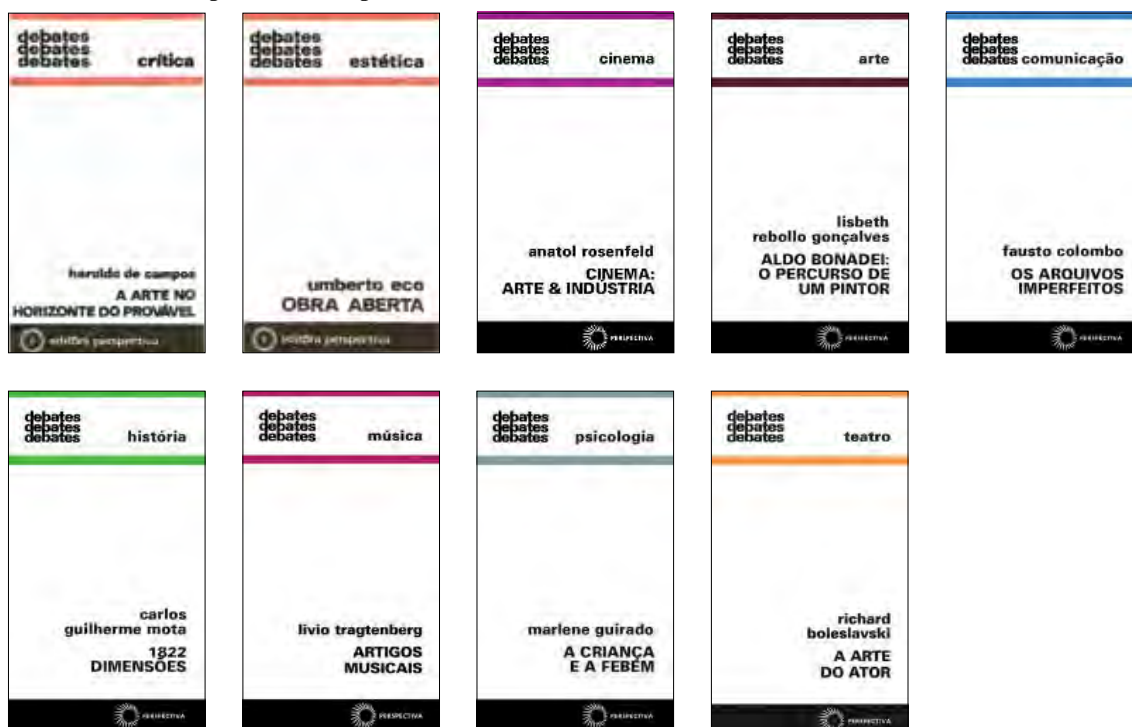 debates
debates
debates crítica
haroldo de campos
A ARTE NO
HORIZONTE DO PROVÁVEL
editôra perspectiva
debates
debates
debates estética
umberto eco
OBRA ABERTA
editôra perspectiva
debates
debates
debates cinema
anatol rosenfeld
CINEMA:
ARTE & INDÚSTRIA
PERSPECTIVA
debates
debates
debates arte
lisbeth
rebollo gonçalves
ALDO BONADEI:
O PERCURSO DE
UM PINTOR
PERSPECTIVA
debates
debates
debates comunicação
fausto colombo
OS ARQUIVOS
IMPERFEITOS
PERSPECTIVA
debates
debates
debates história
carlos
guilherme mota
1822
DIMENSÕES
PERSPECTIVA
debates
debates
debates música
livio tragtenberg
ARTIGOS
MUSICAIS
PERSPECTIVA
debates
debates
debates psicologia
marlene guirado
A CRIANÇA
E A FEBEM
PERSPECTIVA
debates
debates
debates teatro
richard
boleslavski
A ARTE
DO ATOR
PERSPECTIVA